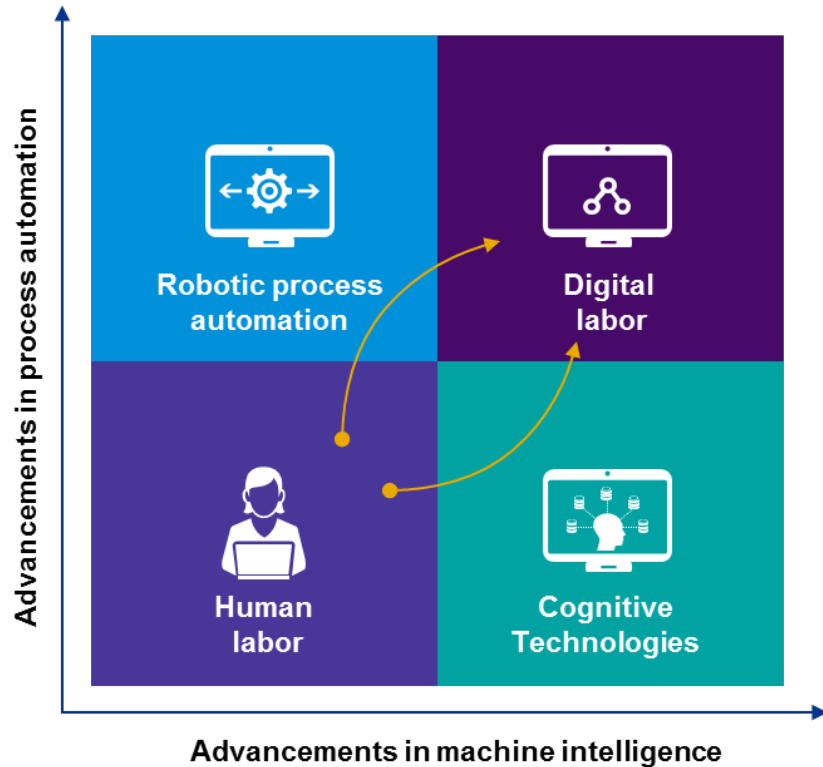 Advancements in process automation
Robotic process
automation
Digital
labor
Human
labor
Cognitive
Technologies
Advancements in machine intelligence